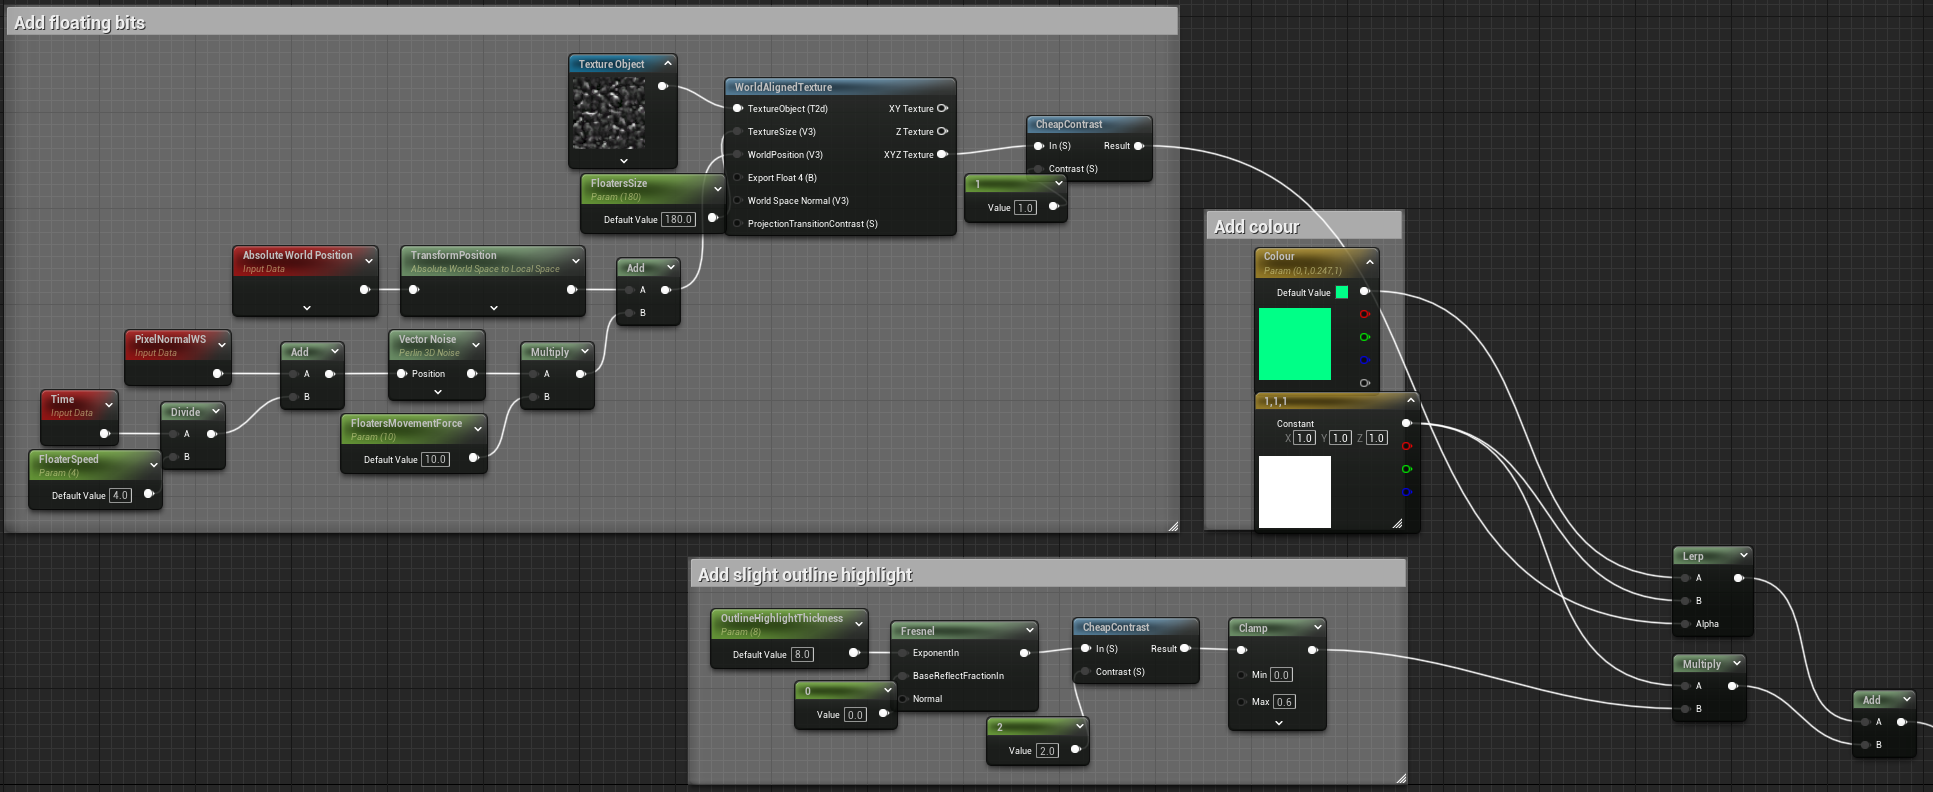 Add floating bits
Texture Object
WorldAlignedTexture
TextureObject (T2d)
XY Texture
TextureSize (V3)
Z Texture
WorldPosition (V3)
XYZ Texture
Export Float 4 (B)
World Space Normal (V3)
ProjectionTransitionContrast (S)
CheapContrast
In (S)
Result
Contrast (S)
1
Value 1.0
FloatersSize
Param (180)
Default Value 180.0
Absolute World Position
Input Data
TransformPosition
Absolute World Space to Local Space
Add
A
B
PixelNormalWS
Input Data
Add
A
B
Vector Noise
Perlin 3D Noise
Position
Multiply
A
B
Time
Input Data
Divide
A
B
FloatersMovementForce
Param (10)
Default Value 10.0
FloaterSpeed
Param (4)
Default Value 4.0
Add colour
Colour
Param (0,1,0.247,1)
Default Value
1,1,1
Constant
X 1.0 Y 1.0 Z 1.0
Add slight outline highlight
OutlineHighlightThickness
Param (8)
Default Value 8.0
Fresnel
ExponentIn
BaseReflectFractionIn
Normal
0
Value 0.0
CheapContrast
In (S)
Result
Contrast (S)
2
Value 2.0
Clamp
Min 0.0
Max 0.6
Lerp
A
B
Alpha
Multiply
A
B
Add
A
B